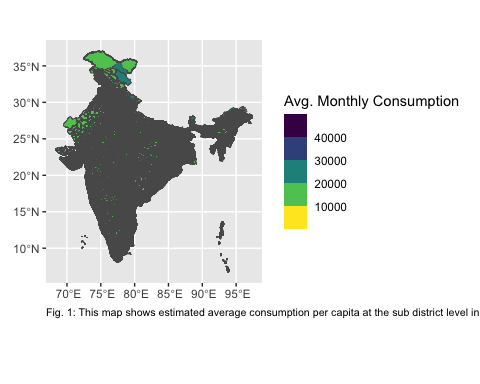 Avg. Monthly Consumption
40000
30000
20000
10000
35°N
30°N
25°N
20°N
15°N
10°N
70°E 75°E 80°E 85°E 90°E 95°E
Fig. 1: This map shows estimated average consumption per capita at the sub district level in